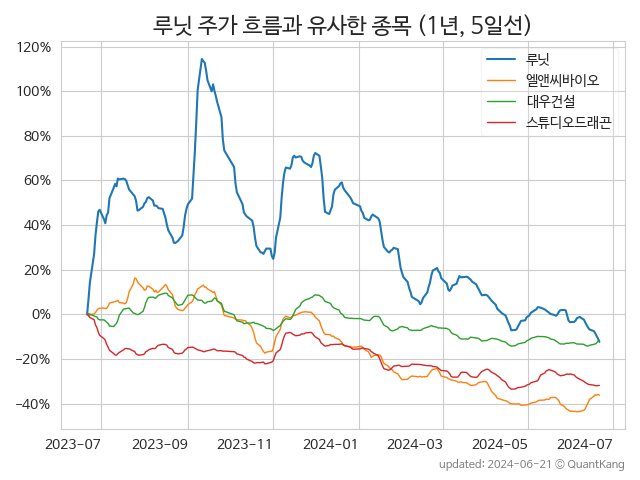 루닛 주가 흐름과 유사한 종목 (1년, 5일선)
루닛
엘앤씨바이오
대우건설
스튜디오드래곤
120%
100%
80%
60%
40%
20%
0%
−20%
−40%
2023-07 2023-09 2023-11 2024-01 2024-03 2024-05 2024-07
updated: 2024-06-21 © QuantKang